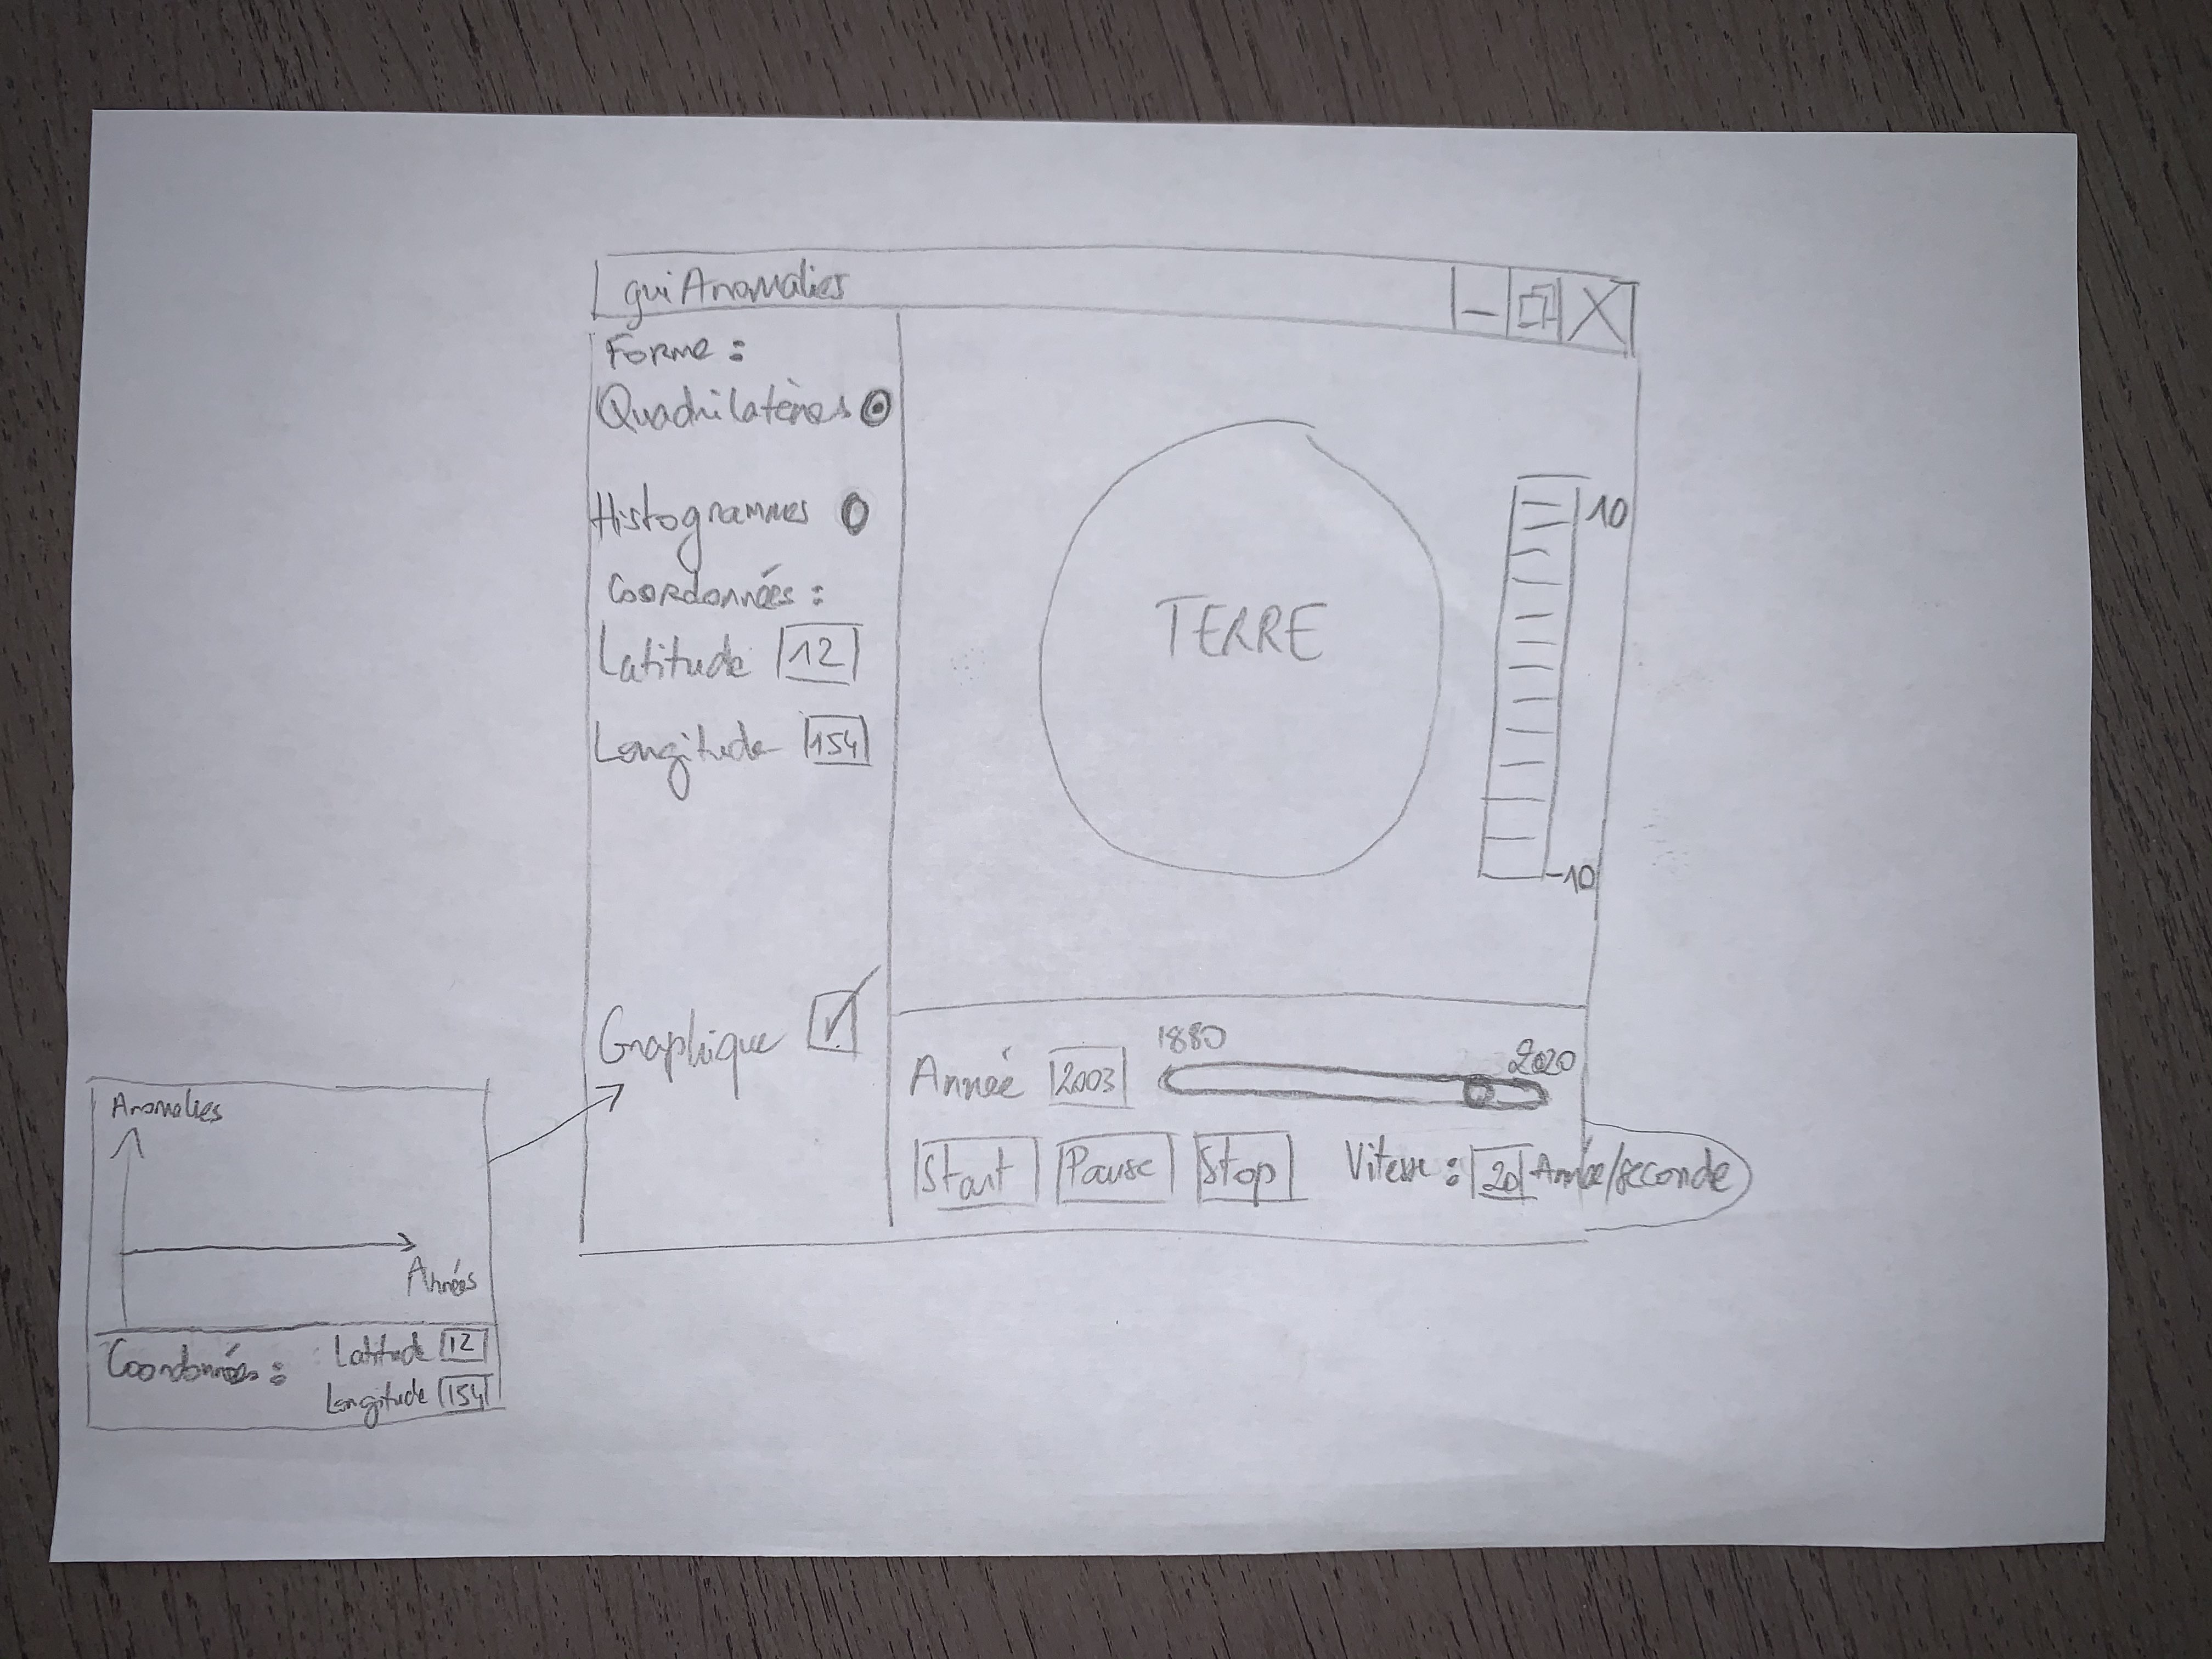 guiAnomalies
Forme :
Quadrilatères
Histogrammes
Coordonnées :
Latitude 12
Longitude 154
Graphique
TERRE
10
-10
Année 2003
1880
2020
Start Pause Stop Vitesse : 20 Année/seconde
Anomalies
Années
Coordonnées :
Latitude 12
Longitude 154